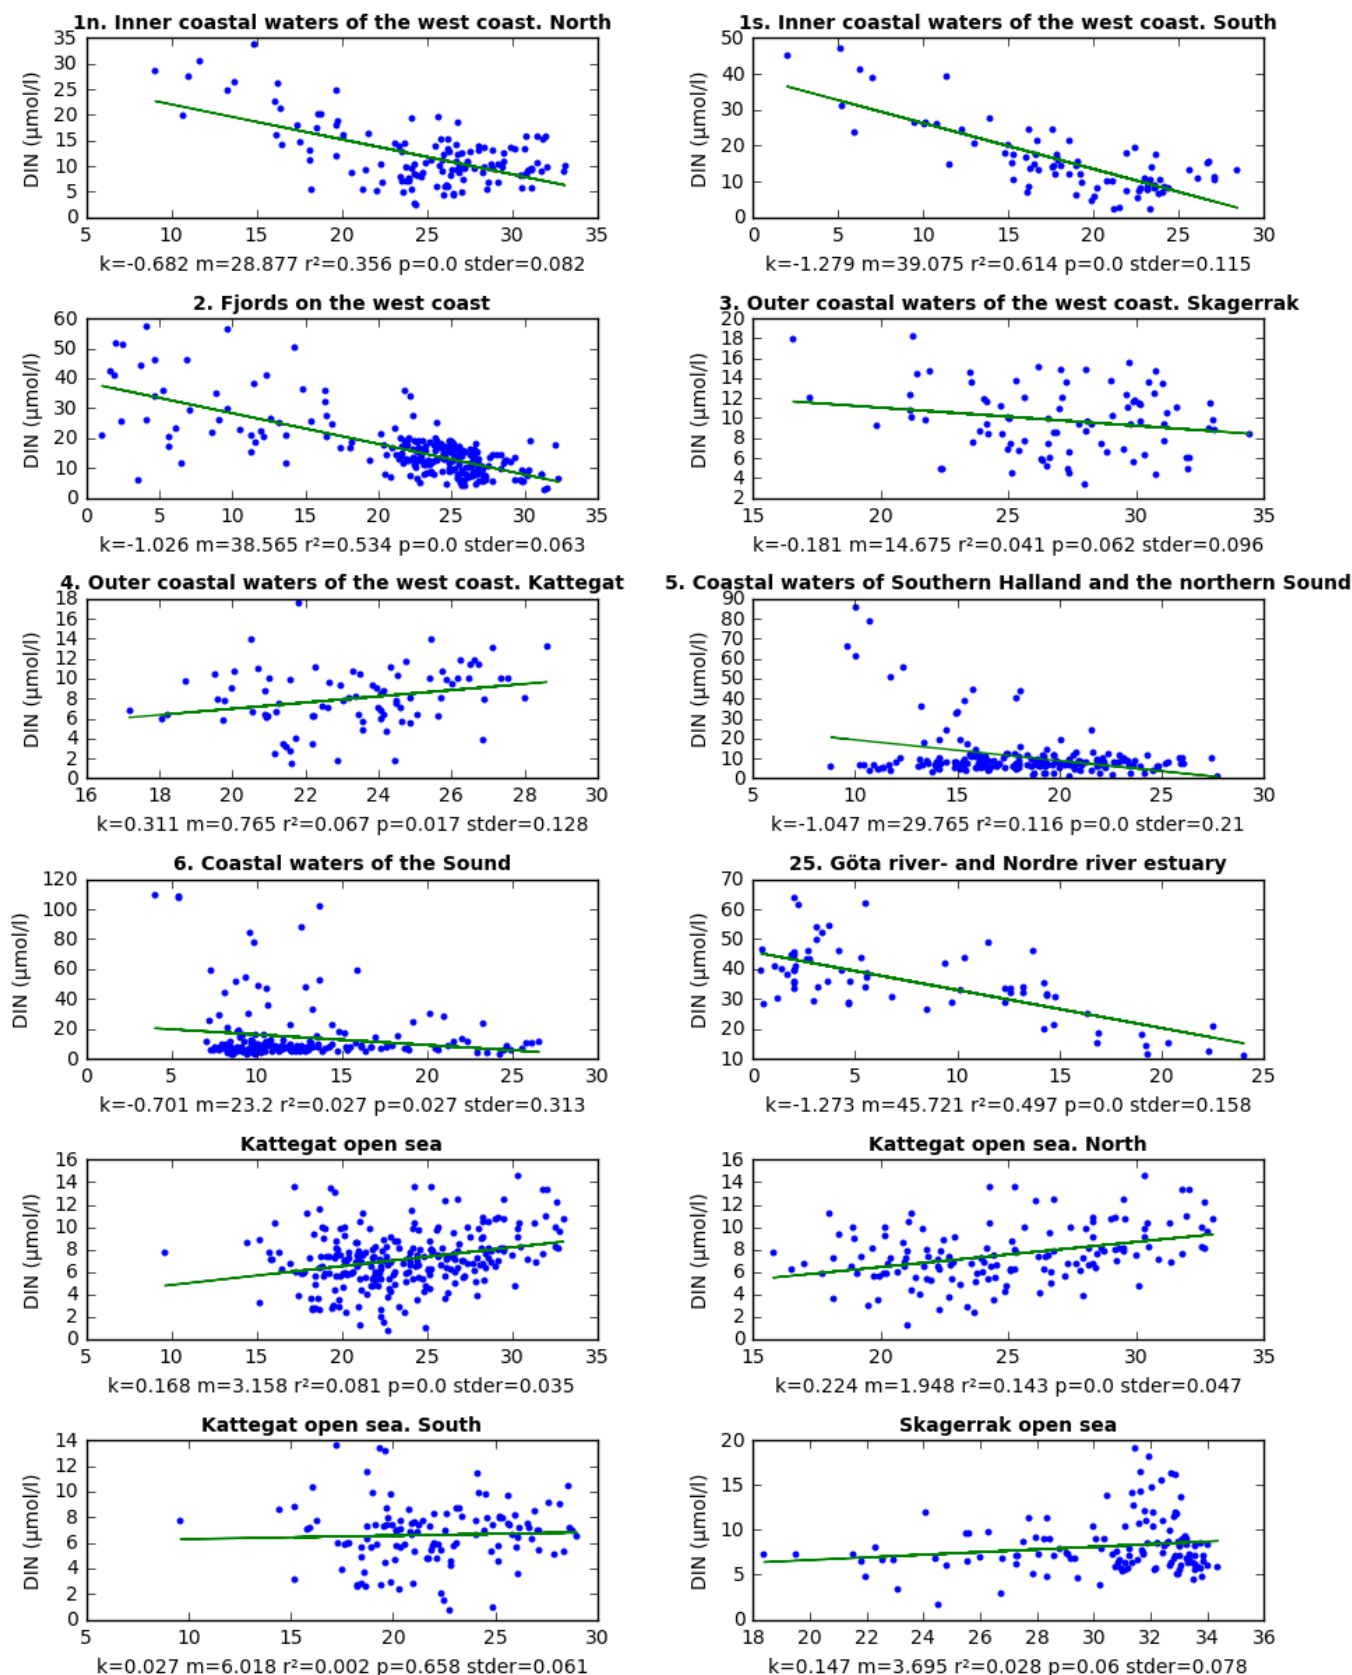 1n. Inner coastal waters of the west coast. North
35
30
25
20
15
10
5
0
DIN (µmol/l)
5 10 15 20 25 30 35
k=-0.682 m=28.877 r²=0.356 p=0.0 stder=0.082
1s. Inner coastal waters of the west coast. South
50
40
30
20
10
0
DIN (µmol/l)
0 5 10 15 20 25 30
k=-1.279 m=39.075 r²=0.614 p=0.0 stder=0.115
2. Fjords on the west coast
60
50
40
30
20
10
0
DIN (µmol/l)
0 5 10 15 20 25 30 35
k=-1.026 m=38.565 r²=0.534 p=0.0 stder=0.063
3. Outer coastal waters of the west coast. Skagerrak
20
18
16
14
12
10
8
6
4
2
DIN (µmol/l)
15 20 25 30 35
k=-0.181 m=14.675 r²=0.041 p=0.062 stder=0.096
4. Outer coastal waters of the west coast. Kattegat
18
16
14
12
10
8
6
4
2
0
DIN (µmol/l)
16 18 20 22 24 26 28 30
k=0.311 m=0.765 r²=0.067 p=0.017 stder=0.128
5. Coastal waters of Southern Halland and the northern Sound
90
80
70
60
50
40
30
20
10
0
DIN (µmol/l)
5 10 15 20 25 30
k=-1.047 m=29.765 r²=0.116 p=0.0 stder=0.21
6. Coastal waters of the Sound
120
100
80
60
40
20
0
DIN (µmol/l)
0 5 10 15 20 25 30
k=-0.701 m=23.2 r²=0.027 p=0.027 stder=0.313
25. Göta river- and Nordre river estuary
70
60
50
40
30
20
10
DIN (µmol/l)
0 5 10 15 20 25
k=-1.273 m=45.721 r²=0.497 p=0.0 stder=0.158
Kattegat open sea
16
14
12
10
8
6
4
2
0
DIN (µmol/l)
5 10 15 20 25 30 35
k=0.168 m=3.158 r²=0.081 p=0.0 stder=0.035
Kattegat open sea. North
16
14
12
10
8
6
4
2
0
DIN (µmol/l)
15 20 25 30 35
k=0.224 m=1.948 r²=0.143 p=0.0 stder=0.047
Kattegat open sea. South
14
12
10
8
6
4
2
0
DIN (µmol/l)
5 10 15 20 25 30
k=0.027 m=6.018 r²=0.002 p=0.658 stder=0.061
Skagerrak open sea
20
15
10
5
0
DIN (µmol/l)
18 20 22 24 26 28 30 32 34 36
k=0.147 m=3.695 r²=0.028 p=0.06 stder=0.078